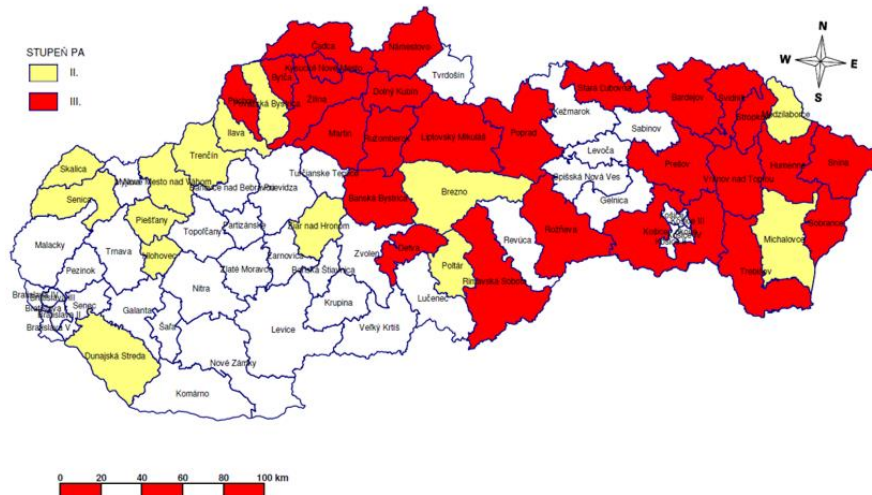 STUPEŇ PA
II.
III.
N
W
E
S
Čadca
Námestovo
Tvrdošín
Kysucké Nové Mesto
Bytča
Púchov
Považská Bystrica
Žilina
Dolný Kubín
Stará Ľubovňa
Bardejov
Svidník
Stropkov
Medzilaborce
Kežmarok
Sabinov
Ilava
Martin
Ružomberok
Liptovský Mikuláš
Poprad
Levoča
Prešov
Vranov nad Topľou
Humenné
Snina
Trenčín
Skalica
Myjava
Nové Mesto nad Váhom
Bánovce nad Bebravou
Prievidza
Turčianske Teplice
Spišská Nová Ves
Gelnica
Senica
Banská Bystrica
Brezno
Piešťany
Topoľčany
Partizánske
Žiar nad Hronom
Rožňava
Sobrance
Michalovce
Malacky
Trnava
Hlohovec
Žarnovica
Zvolen
Detva
Revúca
Zlaté Moravce
Banská Štiavnica
Poltár
Rimavská Sobota
Trebišov
Pezinok
Nitra
Krupina
Lučenec
Senec
Galanta
Bratislava II
Bratislava V
Šaľa
Levice
Veľký Krtíš
Dunajská Streda
Nové Zámky
Komárno
0 20 40 60 80 100 km